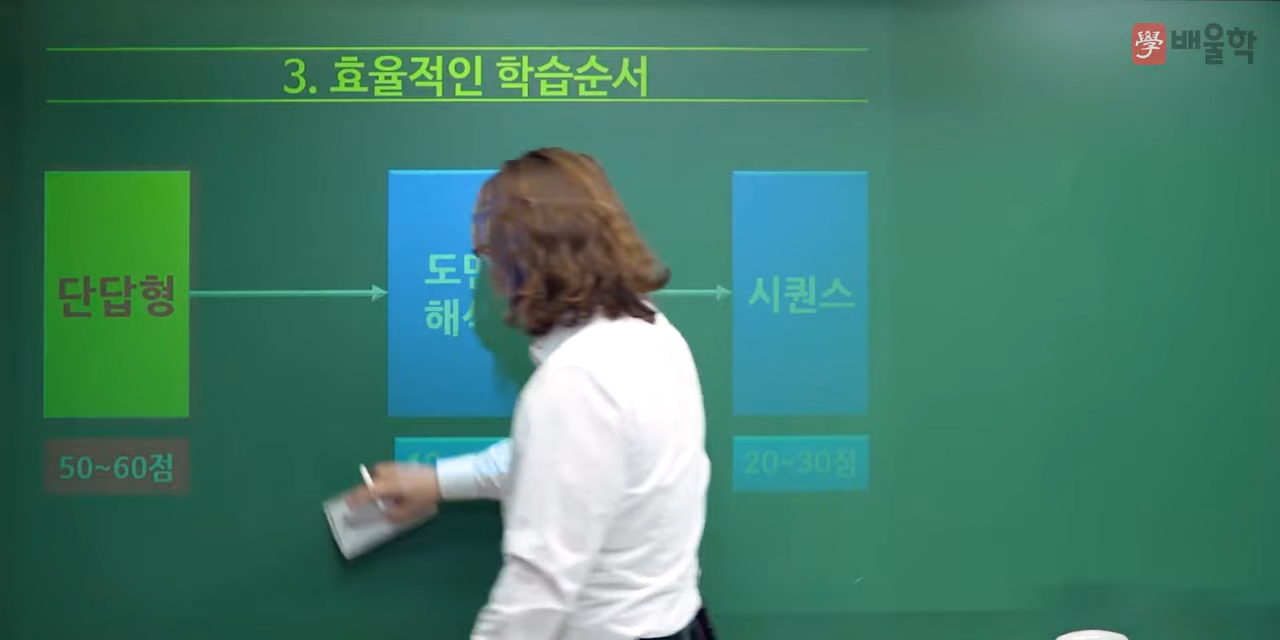 學 배울학
3. 효율적인 학습순서
단답형
시퀀스
50~60점
20~30점